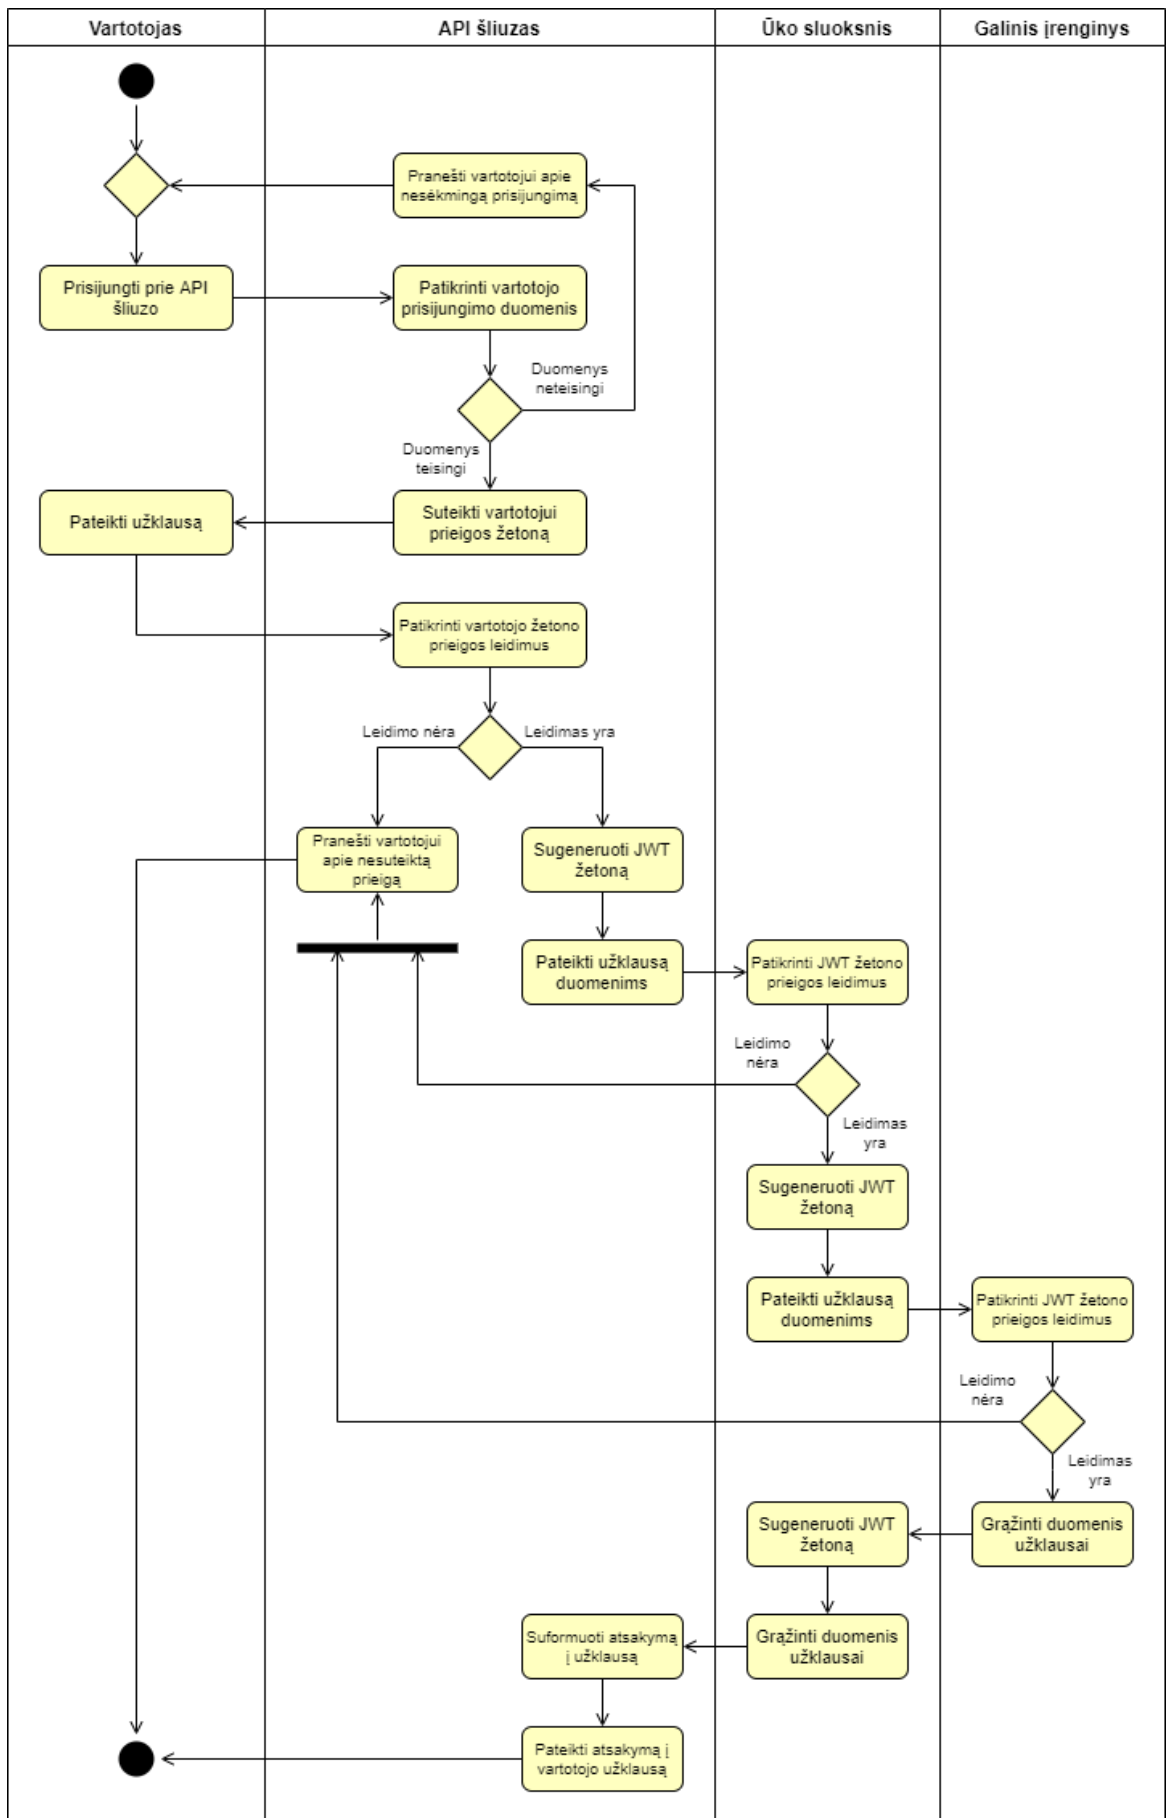 Vartotojas
API šliuzas
Ūko sluoksnis
Galinis įrenginys
Pranešti vartotojui apie
nesėkmingą prisijungimą
Prisijungti prie API
šliuzo
Patikrinti vartotojo
prisijungimo duomenis
Duomenys
neteisingi
Duomenys
teisingi
Pateikti užklausą
Suteikti vartotojui
prieigos žetoną
Patikrinti vartotojo žetono
prieigos leidimus
Leidimo nėra
Leidimas yra
Pranešti vartotojui
apie nesuteiktą
prieigą
Sugeneruoti JWT
žetoną
Pateikti užklausą
duomenims
Patikrinti JWT žetono
prieigos leidimus
Leidimo
nėra
Leidimas
yra
Sugeneruoti JWT
žetoną
Pateikti užklausą
duomenims
Patikrinti JWT žetono
prieigos leidimus
Leidimo
nėra
Leidimas
yra
Sugeneruoti JWT
žetoną
Grąžinti duomenis
užklausai
Suformuoti atsakymą
į užklausą
Grąžinti duomenis
užklausai
Pateikti atsakymą į
vartotojo užklausą